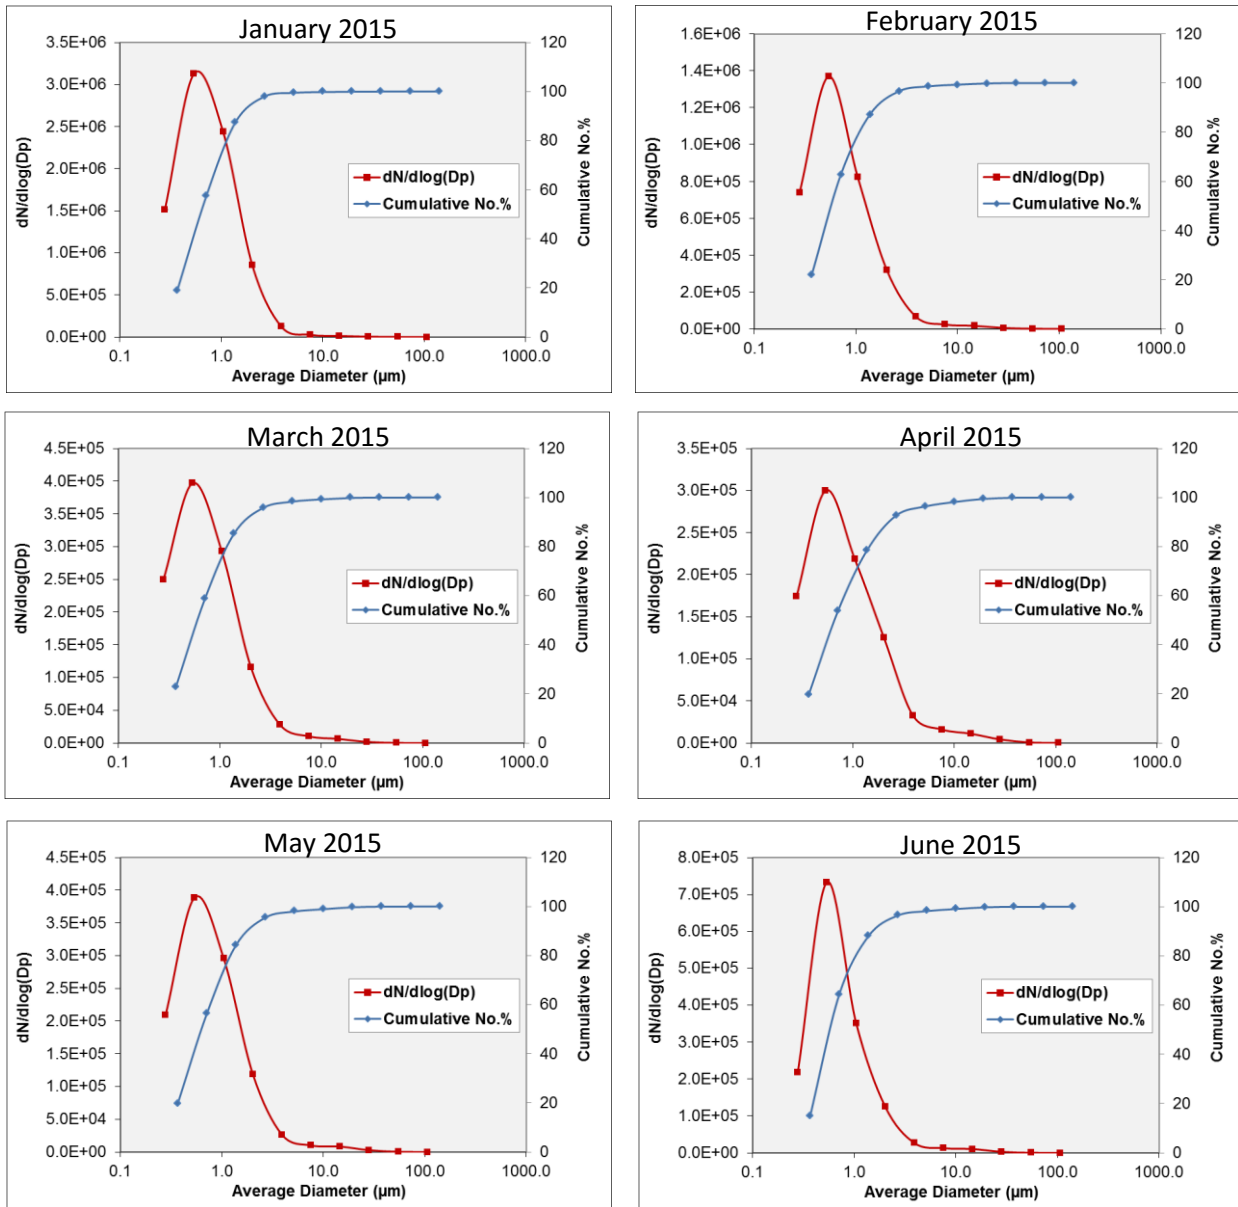 January 2015
3.5E+06
3.0E+06
2.5E+06
2.0E+06
1.5E+06
1.0E+06
5.0E+05
0.0E+00
dN/dlog(Dp)
120
100
80
60
40
20
0
Cumulative No.%
dN/dlog(Dp)
Cumulative No.%
0.1 1.0 10.0 100.0 1000.0
Average Diameter (µm)
February 2015
1.6E+06
1.4E+06
1.2E+06
1.0E+06
8.0E+05
6.0E+05
4.0E+05
2.0E+05
0.0E+00
dN/dlog(Dp)
120
100
80
60
40
20
0
Cumulative No.%
dN/dlog(Dp)
Cumulative No.%
0.1 1.0 10.0 100.0 1000.0
Average Diameter (µm)
March 2015
4.5E+05
4.0E+05
3.5E+05
3.0E+05
2.5E+05
2.0E+05
1.5E+05
1.0E+05
5.0E+04
0.0E+00
dN/dlog(Dp)
120
100
80
60
40
20
0
Cumulative No.%
dN/dlog(Dp)
Cumulative No.%
0.1 1.0 10.0 100.0 1000.0
Average Diameter (µm)
April 2015
3.5E+05
3.0E+05
2.5E+05
2.0E+05
1.5E+05
1.0E+05
5.0E+04
0.0E+00
dN/dlog(Dp)
120
100
80
60
40
20
0
Cumulative No.%
dN/dlog(Dp)
Cumulative No.%
0.1 1.0 10.0 100.0 1000.0
Average Diameter (µm)
May 2015
4.5E+05
4.0E+05
3.5E+05
3.0E+05
2.5E+05
2.0E+05
1.5E+05
1.0E+05
5.0E+04
0.0E+00
dN/dlog(Dp)
120
100
80
60
40
20
0
Cumulative No.%
dN/dlog(Dp)
Cumulative No.%
0.1 1.0 10.0 100.0 1000.0
Average Diameter (µm)
June 2015
8.0E+05
7.0E+05
6.0E+05
5.0E+05
4.0E+05
3.0E+05
2.0E+05
1.0E+05
0.0E+00
dN/dlog(Dp)
120
100
80
60
40
20
0
Cumulative No.%
dN/dlog(Dp)
Cumulative No.%
0.1 1.0 10.0 100.0 1000.0
Average Diameter (µm)